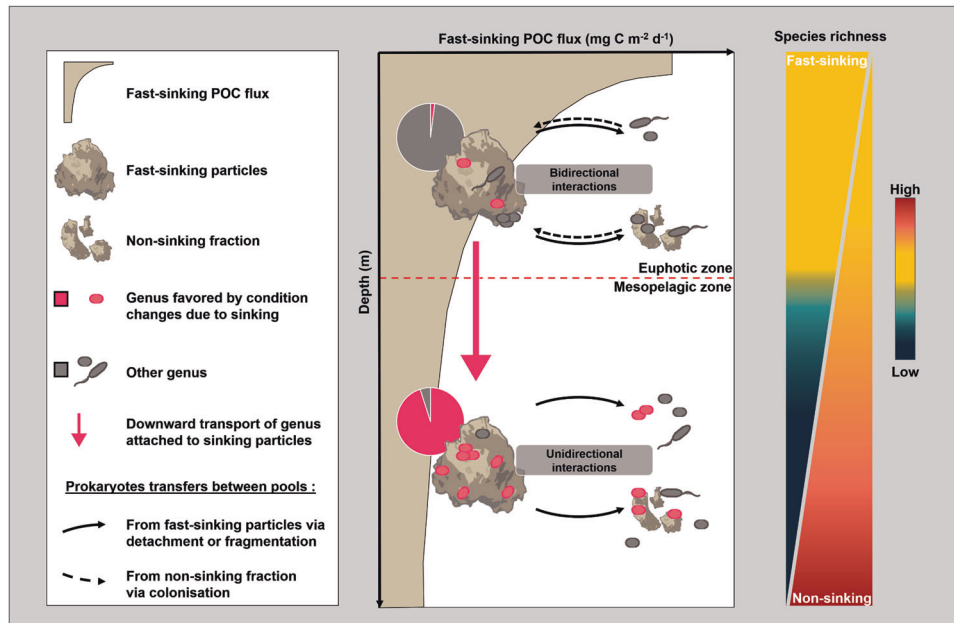 Fast-sinking POC flux
Fast-sinking particles
Non-sinking fraction
Genus favored by condition
changes due to sinking
Other genus
Downward transport of genus
attached to sinking particles
Prokaryotes transfers between pools :
From fast-sinking particles via
detachment or fragmentation
From non-sinking fraction
via colonisation
Fast-sinking POC flux (mg C m⁻² d⁻¹)
Depth (m)
Bidirectional
interactions
Euphotic zone
Mesopelagic zone
Unidirectional
interactions
Species richness
Fast-sinking
Non-sinking
High
Low